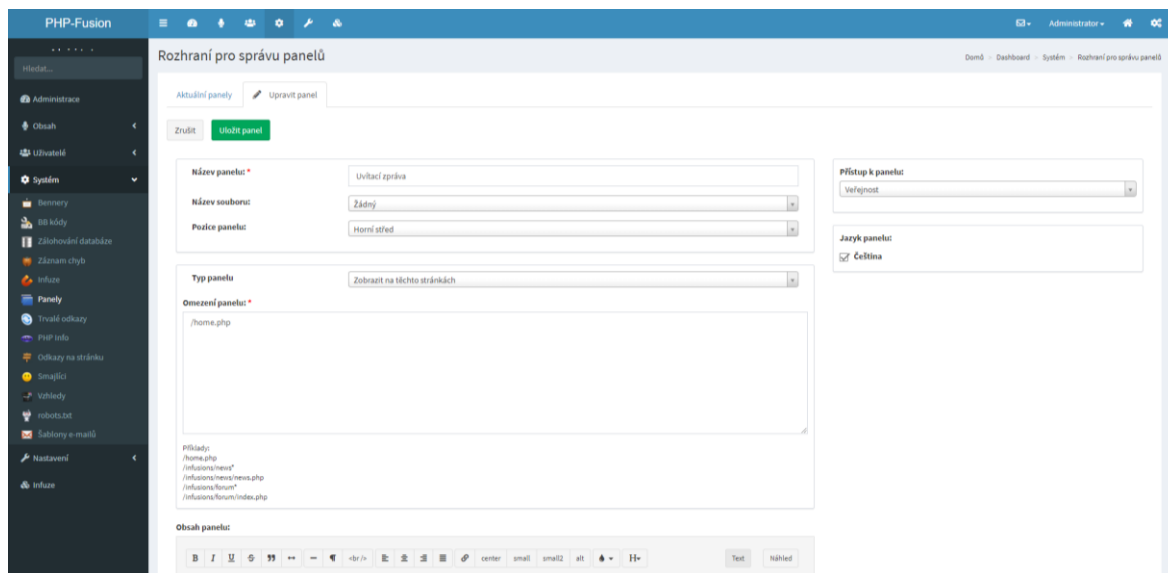 PHP-Fusion
Administrator
Hledat...
Rozhraní pro správu panelů
Domů Dashboard Systém Rozhraní pro správu panelů
Administrace
Obsah
Uživatelé
Systém
Bennery
BB kódy
Zálohování databáze
Záznam chyb
Infuze
Panely
Trvalé odkazy
PHP Info
Odkazy na stránku
Smajlíci
Vzhledy
robots.txt
Šablony e-mailů
Nastavení
Infuze
Aktuální panely Upravit panel
Zrušit Uložit panel
Název panelu: * Uvítací zpráva
Název souboru: Žádný
Pozice panelu: Horní střed
Typ panelu Zobrazit na těchto stránkách
Omezení panelu: *
/home.php
Příklady:
/home.php
/infusions/news*
/infusions/news/news.php
/infusions/forum*
/infusions/forum/index.php
Obsah panelu:
B I U S <br/> center small small2 alt H Text Náhled
Přístup k panelu:
Veřejnost
Jazyk panelu:
Čeština